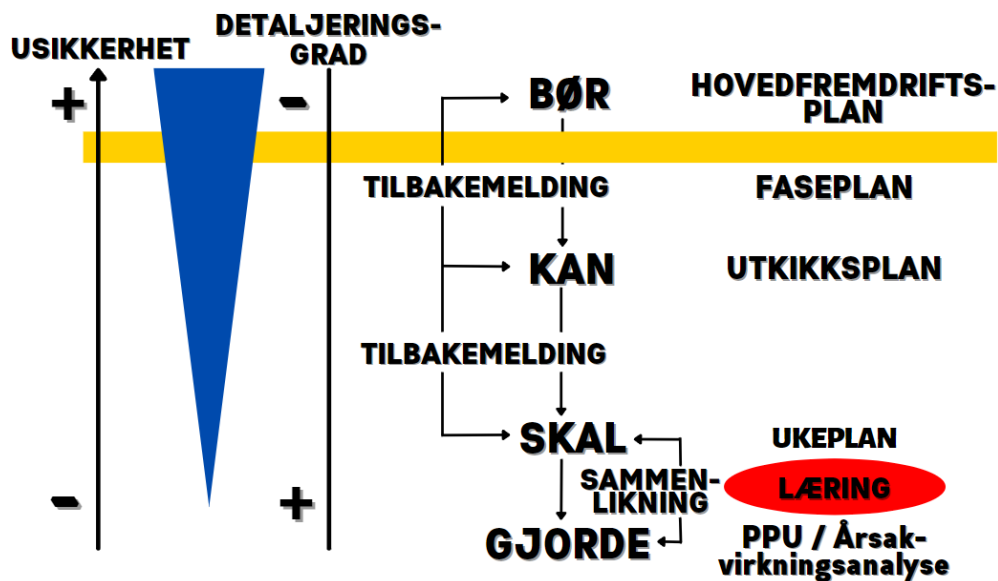 USIKKERHET
DETALJERINGS-
GRAD
+
-
BØR
HOVEDFREMDRIFTS-
PLAN
TILBAKEMELDING
FASEPLAN
KAN
UTKIKKSPLAN
TILBAKEMELDING
SKAL
UKEPLAN
SAMMEN-
LIKNING
LÆRING
-
+
GJORDE
PPU / Årsak-
virkningsanalyse